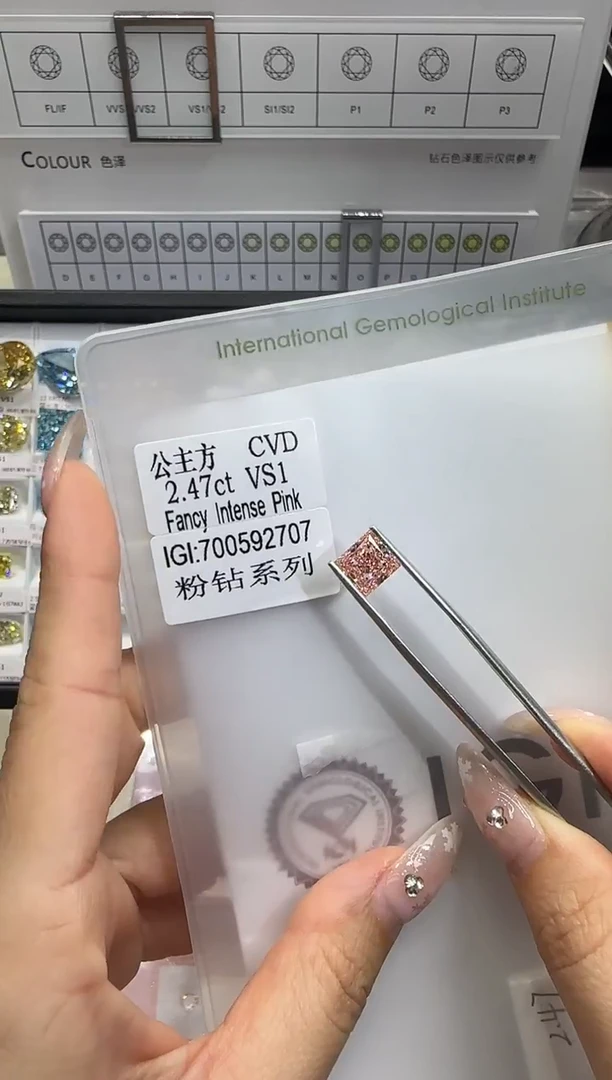 FL/IF VVS1/VVS2 VS1/VS2 SI1/SI2 P1 P2 P3
COLOUR 色泽 钻石色泽图示仅供参考
D E F G H I J K L M N O P
International Gemological Institute
公主方 CVD
2.47ct VS1
Fancy Intense Pink
IGI:700592707
粉钻系列
IGI